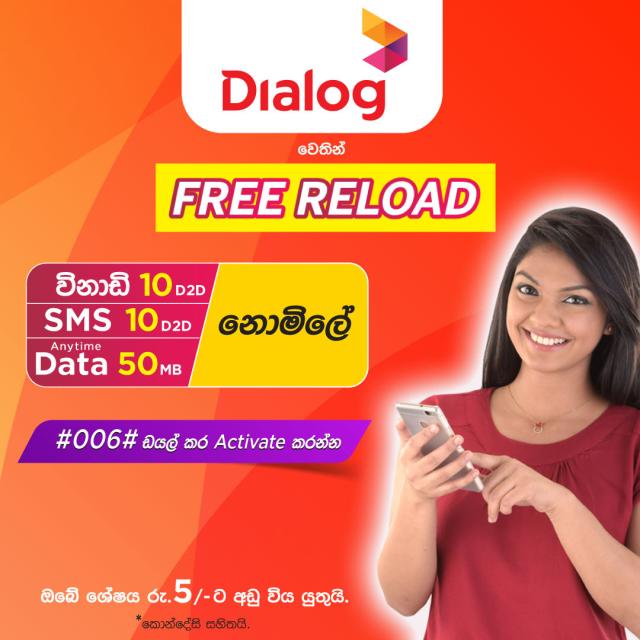 Dialog
වෙතින්
FREE RELOAD
විනාඩි 10 D2D
SMS 10 D2D
Anytime
Data 50 MB
නොමිලේ
#006# ඩයල් කර Activate කරන්න
ඔබේ ශේෂය රු.5/-ට අඩු විය යුතුයි.
*කොන්දේසි සහිතයි.